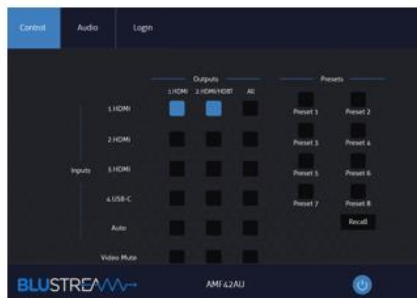 Control Audio Login
Outputs Presets
1.HDMI 2.HDMI/HDBT All
1.HDMI
Preset 1 Preset 2
2.HDMI
Preset 3 Preset 4
Inputs 3.HDMI
Preset 5 Preset 6
4.USB-C
Preset 7 Preset 8
Auto
Recall
Video Mute
BLUSTREAM AMF42AU